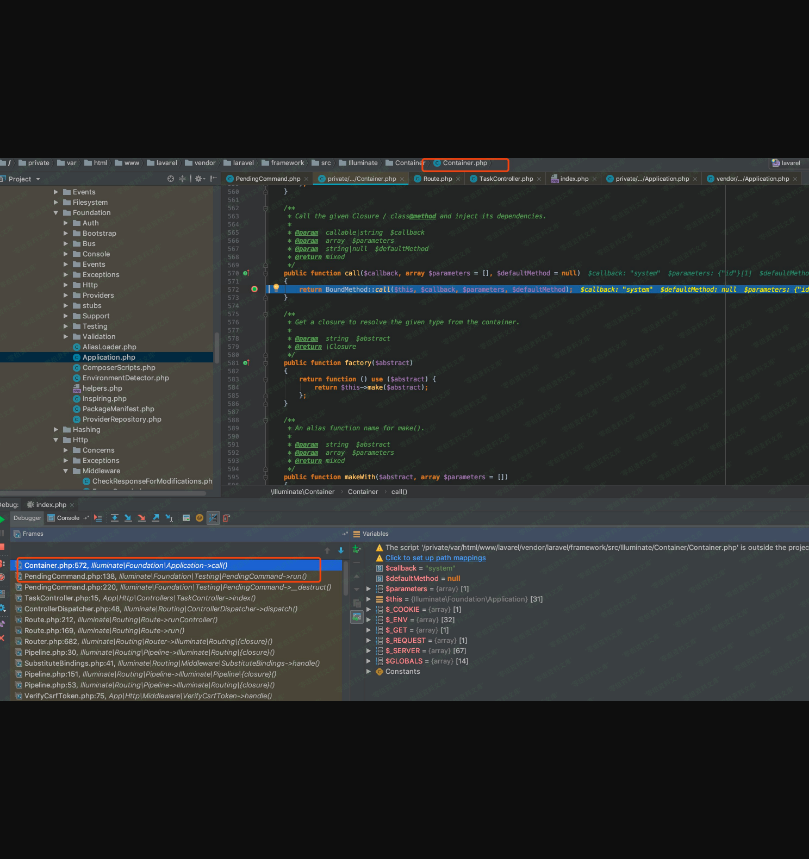 / private var html www lavarel vendor laravel framework src Illuminate Container Container.php lavarel
Project PendingCommand.php private/.../Container.php Route.php TaskController.php index.php private/.../Application.php vendor/.../Application.php
Events
Filesystem
Foundation
Auth
Bootstrap
Bus
Console
Events
Exceptions
Http
Providers
stubs
Support
Testing
Validation
AliasLoader.php
Application.php
ComposerScripts.php
EnvironmentDetector.php
helpers.php
Inspiring.php
PackageManifest.php
ProviderRepository.php
Hashing
Http
Concerns
Exceptions
Middleware
CheckResponseForModifications.ph
560 }
561
562 /**
563 * Call the given Closure / class@method and inject its dependencies.
564 *
565 * @param callable|string $callback
566 * @param array $parameters
567 * @param string|null $defaultMethod
568 * @return mixed
569 */
570 public function call($callback, array $parameters = [], $defaultMethod = null) $callback: "system" $parameters: {"id"}[1] $defaultMetho
571 {
572 return BoundMethod::call($this, $callback, $parameters, $defaultMethod); $callback: "system" $defaultMethod: null $parameters: {"id
573 }
574
575 /**
576 * Get a closure to resolve the given type from the container.
577 *
578 * @param string $abstract
579 * @return \Closure
580 */
581 public function factory($abstract)
582 {
583 return function () use ($abstract) {
584 return $this->make($abstract);
585 };
586 }
587
588 /**
589 * An alias function name for make().
590 *
591 * @param string $abstract
592 * @param array $parameters
593 * @return mixed
594 */
595 public function makeWith($abstract, array $parameters = [])
\Illuminate\Container › Container › call()
Debug: index.php
Debugger Console
Frames
Container.php:572, Illuminate\Foundation\Application->call()
PendingCommand.php:138, Illuminate\Foundation\Testing\PendingCommand->run()
PendingCommand.php:220, Illuminate\Foundation\Testing\PendingCommand->__destruct()
TaskController.php:15, App\Http\Controllers\TaskController->index()
ControllerDispatcher.php:48, Illuminate\Routing\ControllerDispatcher->dispatch()
Route.php:212, Illuminate\Routing\Route->runController()
Route.php:169, Illuminate\Routing\Route->run()
Router.php:682, Illuminate\Routing\Router->Illuminate\Routing\{closure}()
Pipeline.php:30, Illuminate\Routing\Pipeline->Illuminate\Routing\{closure}()
SubstituteBindings.php:41, Illuminate\Routing\Middleware\SubstituteBindings->handle()
Pipeline.php:151, Illuminate\Routing\Pipeline->Illuminate\Pipeline\{closure}()
Pipeline.php:53, Illuminate\Routing\Pipeline->Illuminate\Routing\{closure}()
VerifyCsrfToken.php:75, App\Http\Middleware\VerifyCsrfToken->handle()
Variables
The script '/private/var/html/www/lavarel/vendor/laravel/framework/src/Illuminate/Container/Container.php' is outside the projec
Click to set up path mappings
$callback = "system"
$defaultMethod = null
$parameters = {array} [1]
$this = {Illuminate\Foundation\Application} [31]
$_COOKIE = {array} [1]
$_ENV = {array} [32]
$_GET = {array} [1]
$_REQUEST = {array} [1]
$_SERVER = {array} [67]
$GLOBALS = {array} [14]
Constants